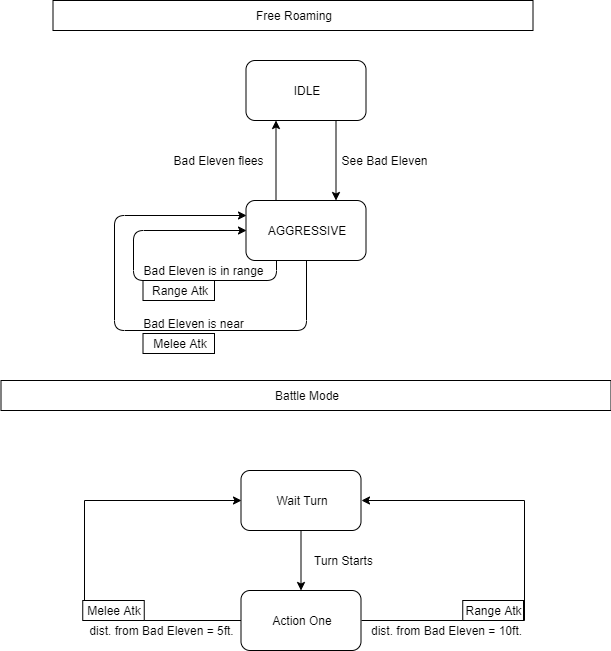 Free Roaming
IDLE
Bad Eleven flees
See Bad Eleven
AGGRESSIVE
Bad Eleven is in range
Range Atk
Bad Eleven is near
Melee Atk
Battle Mode
Wait Turn
Turn Starts
Melee Atk
Action One
Range Atk
dist. from Bad Eleven = 5ft.
dist. from Bad Eleven = 10ft.